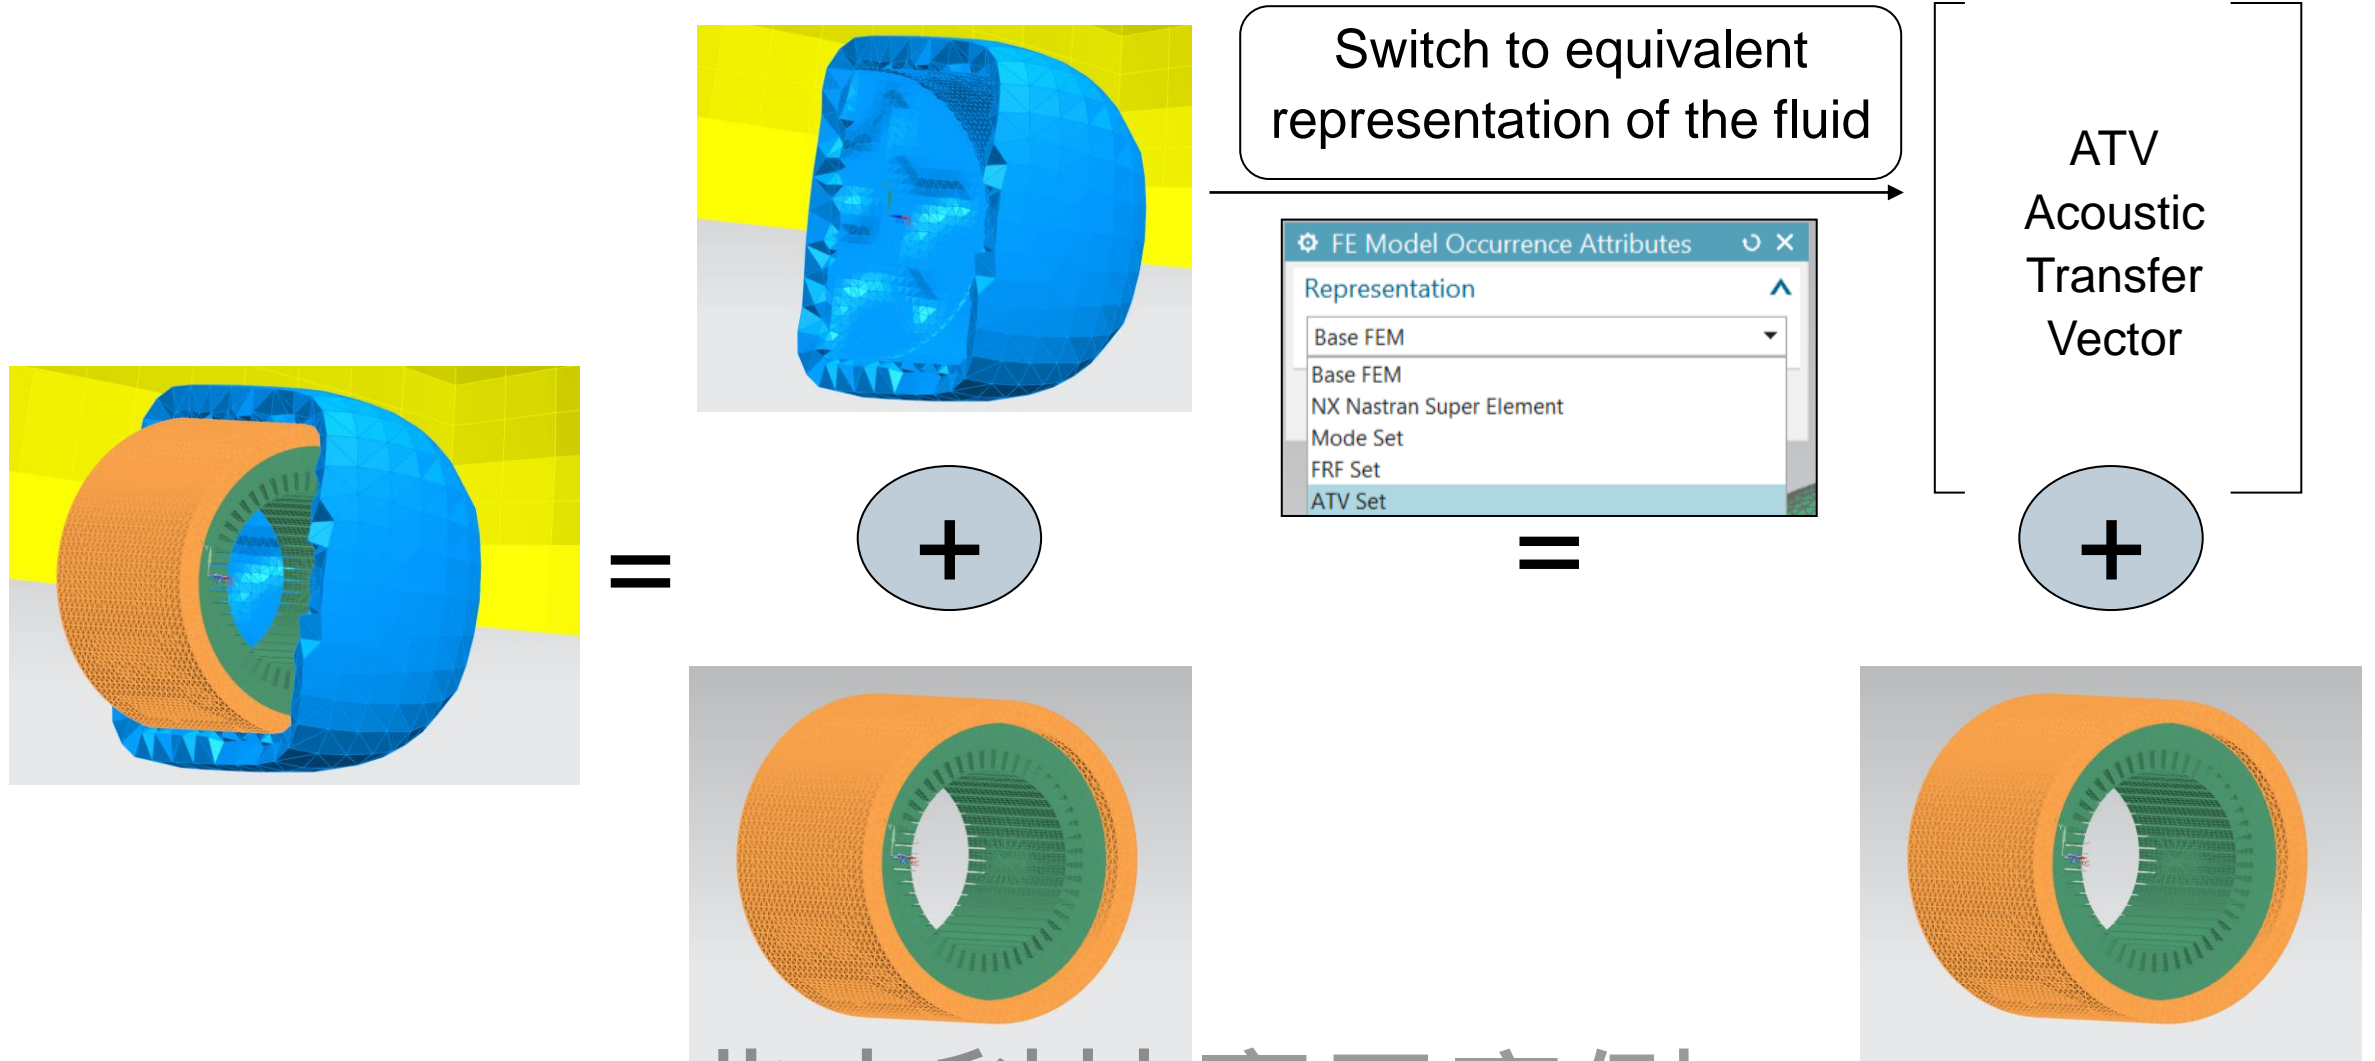 Switch to equivalent
representation of the fluid
FE Model Occurrence Attributes
Representation
Base FEM
Base FEM
NX Nastran Super Element
Mode Set
FRF Set
ATV Set
ATV
Acoustic
Transfer
Vector
=
+
=
+